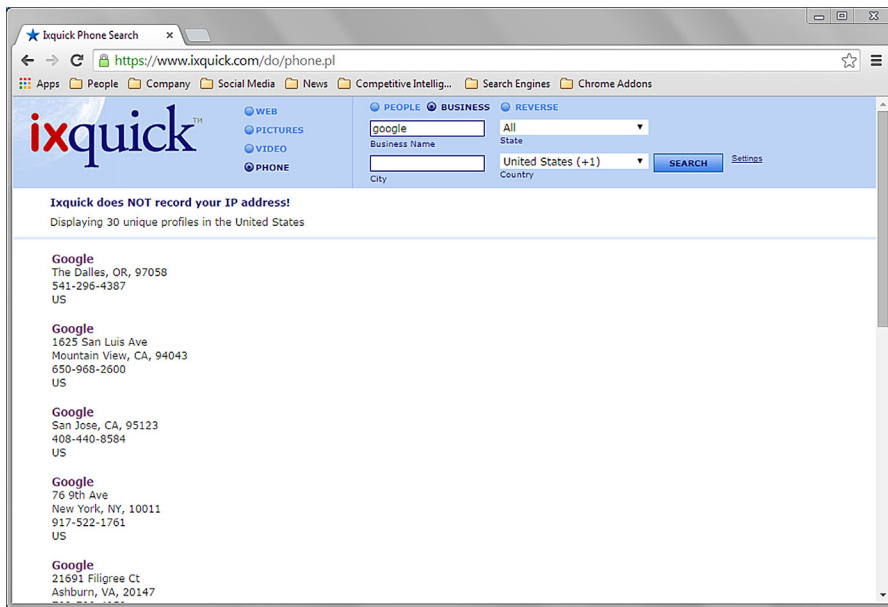 Ixquick Phone Search
https://www.ixquick.com/do/phone.pl
Apps People Company Social Media News Competitive Intellig... Search Engines Chrome Addons
ixquick™
WEB
PICTURES
VIDEO
PHONE
PEOPLE BUSINESS REVERSE
google All
Business Name State
United States (+1) SEARCH Settings
City Country
Ixquick does NOT record your IP address!
Displaying 30 unique profiles in the United States
Google
The Dalles, OR, 97058
541-296-4387
US
Google
1625 San Luis Ave
Mountain View, CA, 94043
650-968-2600
US
Google
San Jose, CA, 95123
408-440-8584
US
Google
76 9th Ave
New York, NY, 10011
917-522-1761
US
Google
21691 Filigree Ct
Ashburn, VA, 20147